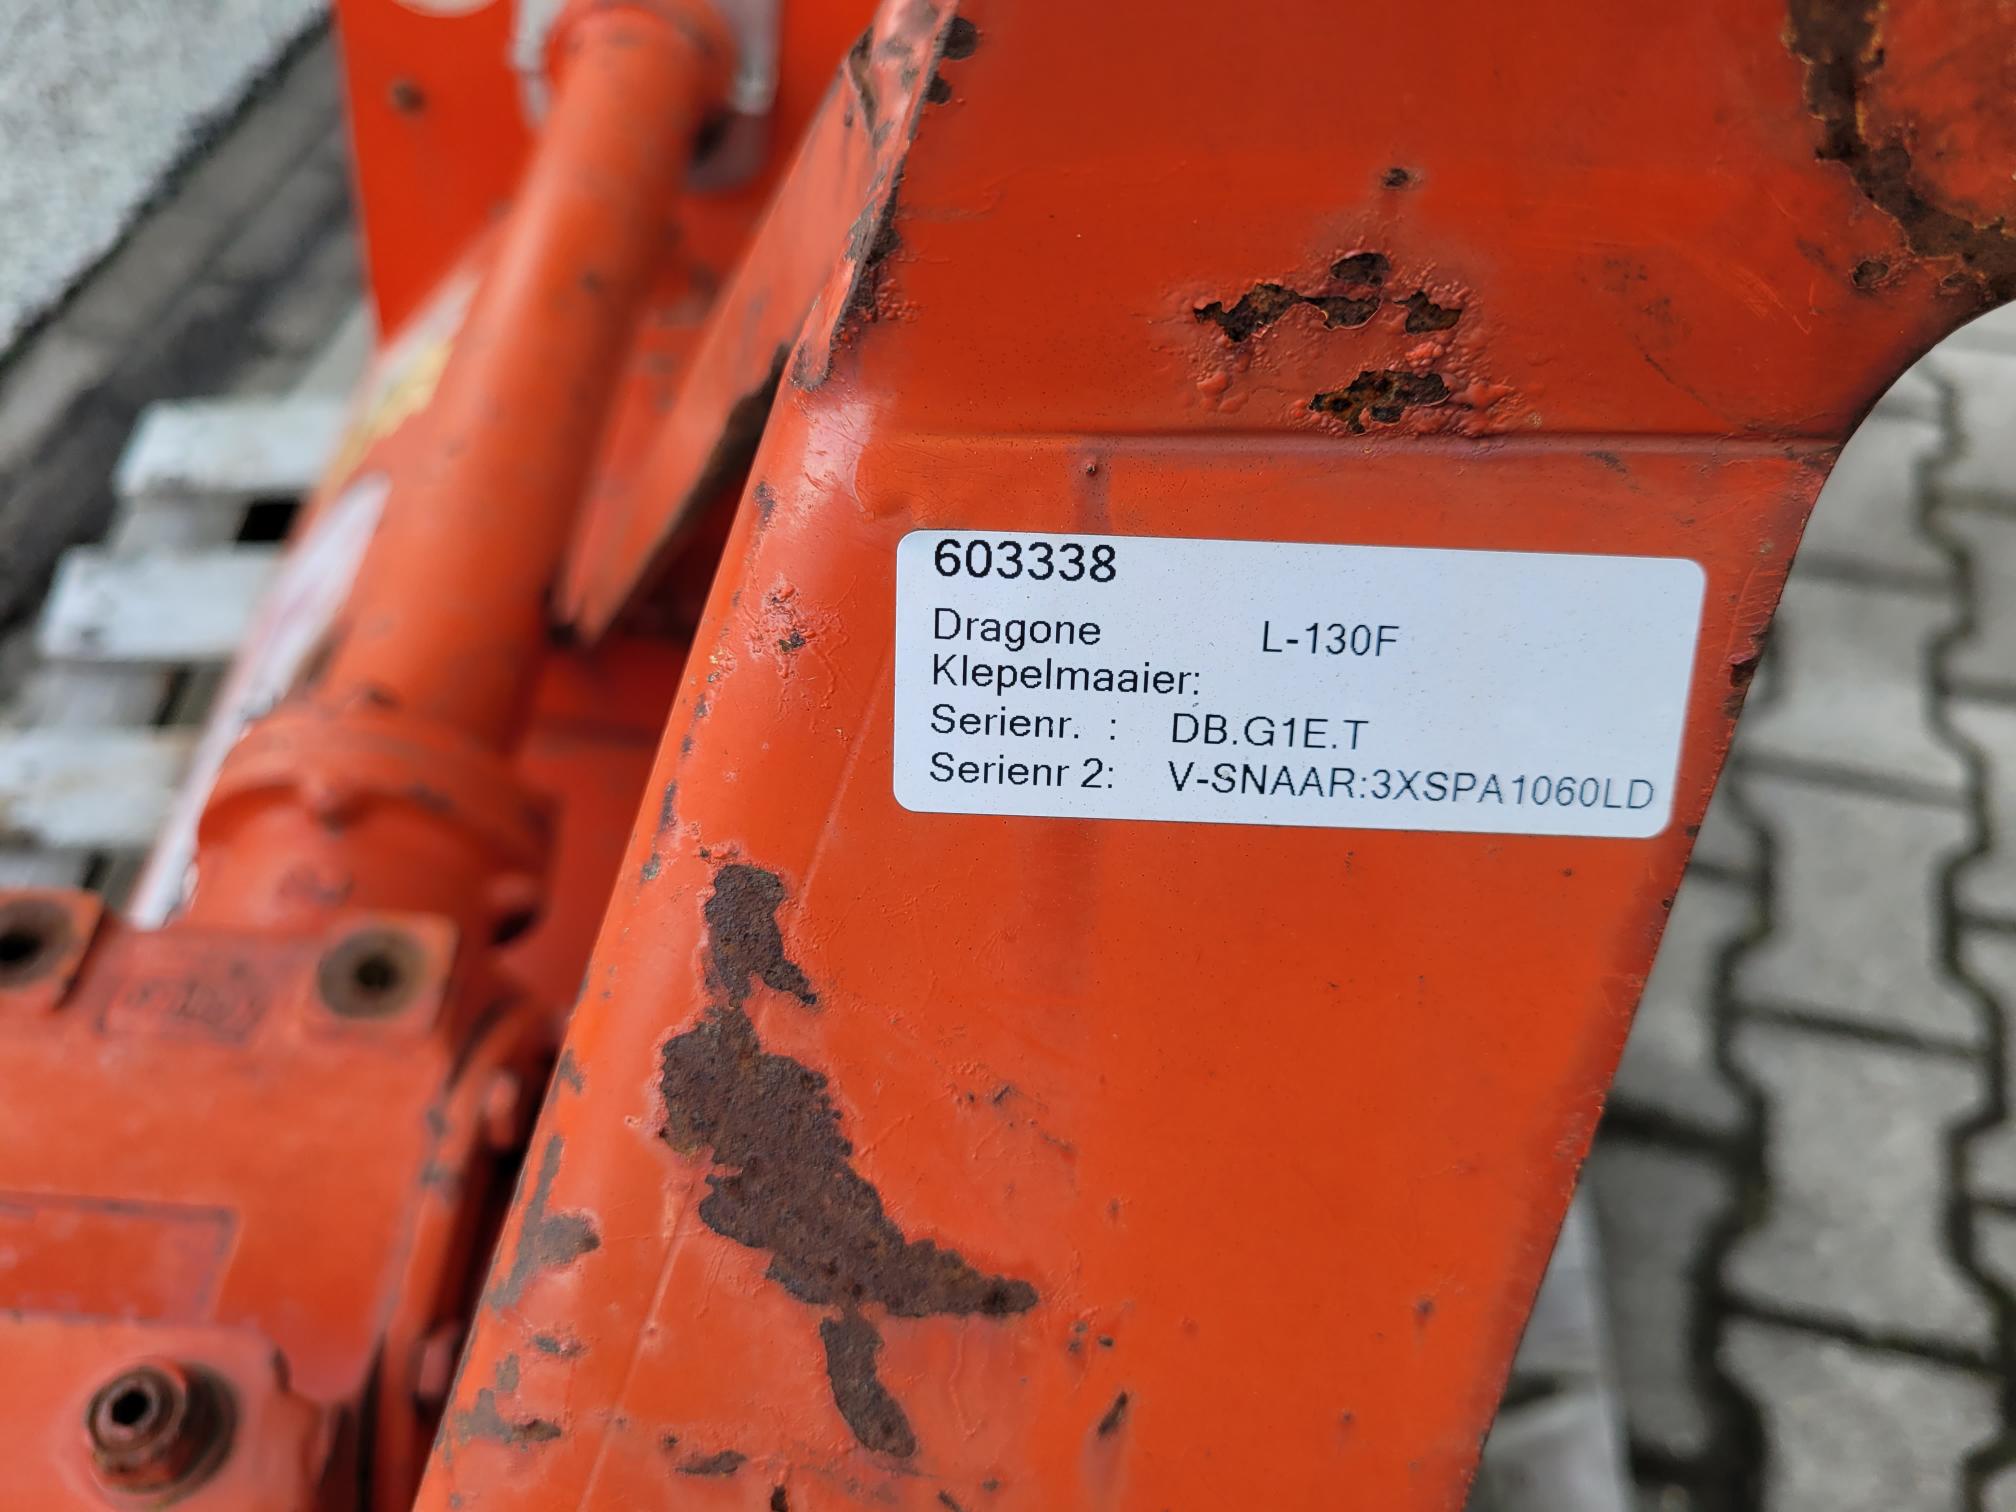 603338
Dragone L-130F
Klepelmaaier:
Serienr. : DB.G1E.T
Serienr 2: V-SNAAR:3XSPA1060LD